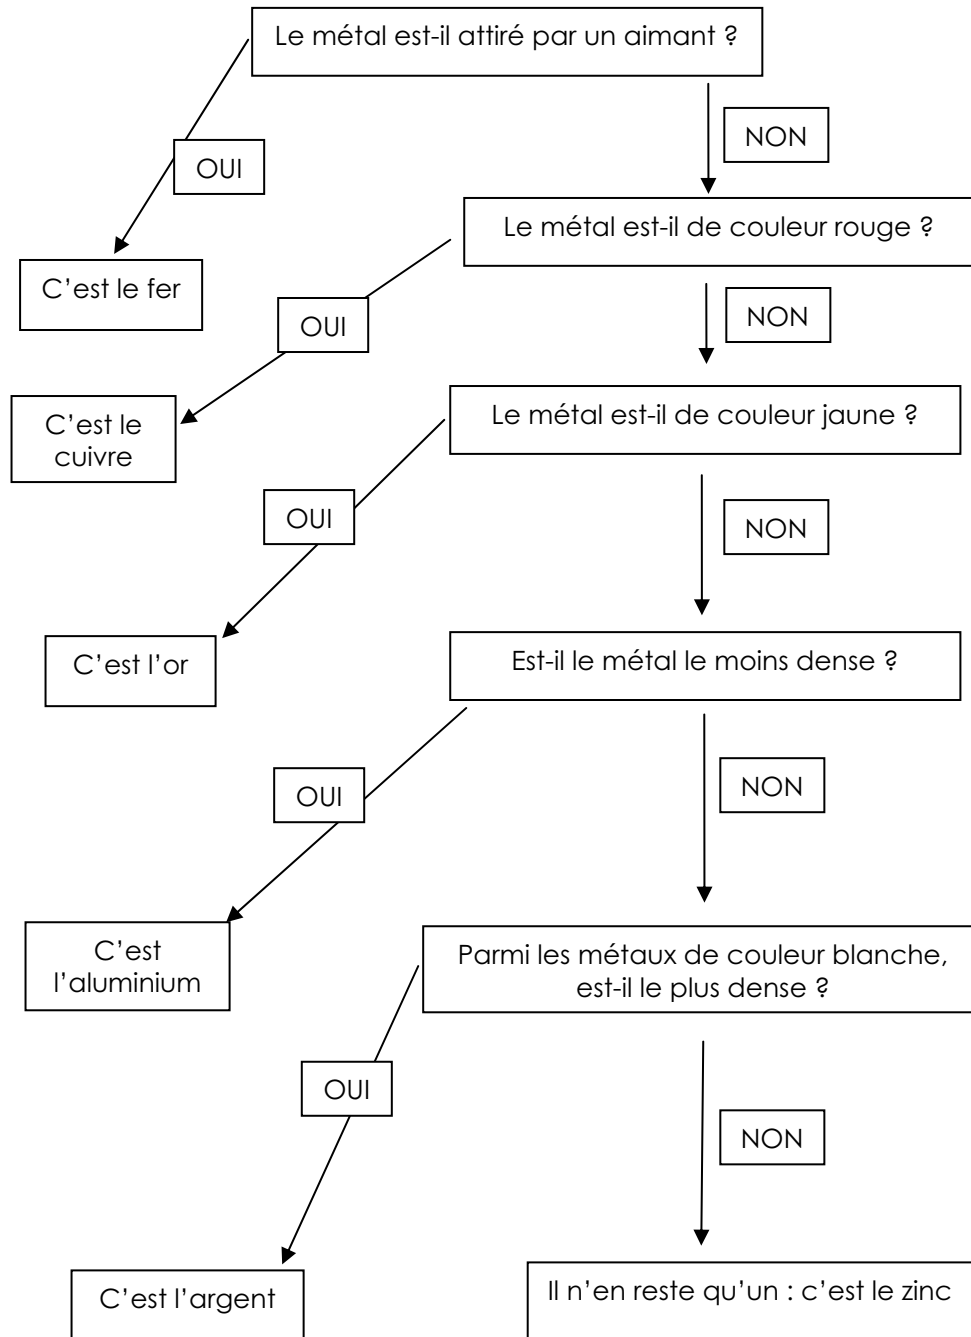 Le métal est-il attiré par un aimant ?
NON
OUI
Le métal est-il de couleur rouge ?
C’est le fer
OUI
NON
C’est le
cuivre
Le métal est-il de couleur jaune ?
OUI
NON
C’est l’or
Est-il le métal le moins dense ?
OUI
NON
C’est
l’aluminium
Parmi les métaux de couleur blanche,
est-il le plus dense ?
OUI
NON
C’est l’argent
Il n’en reste qu’un : c’est le zinc